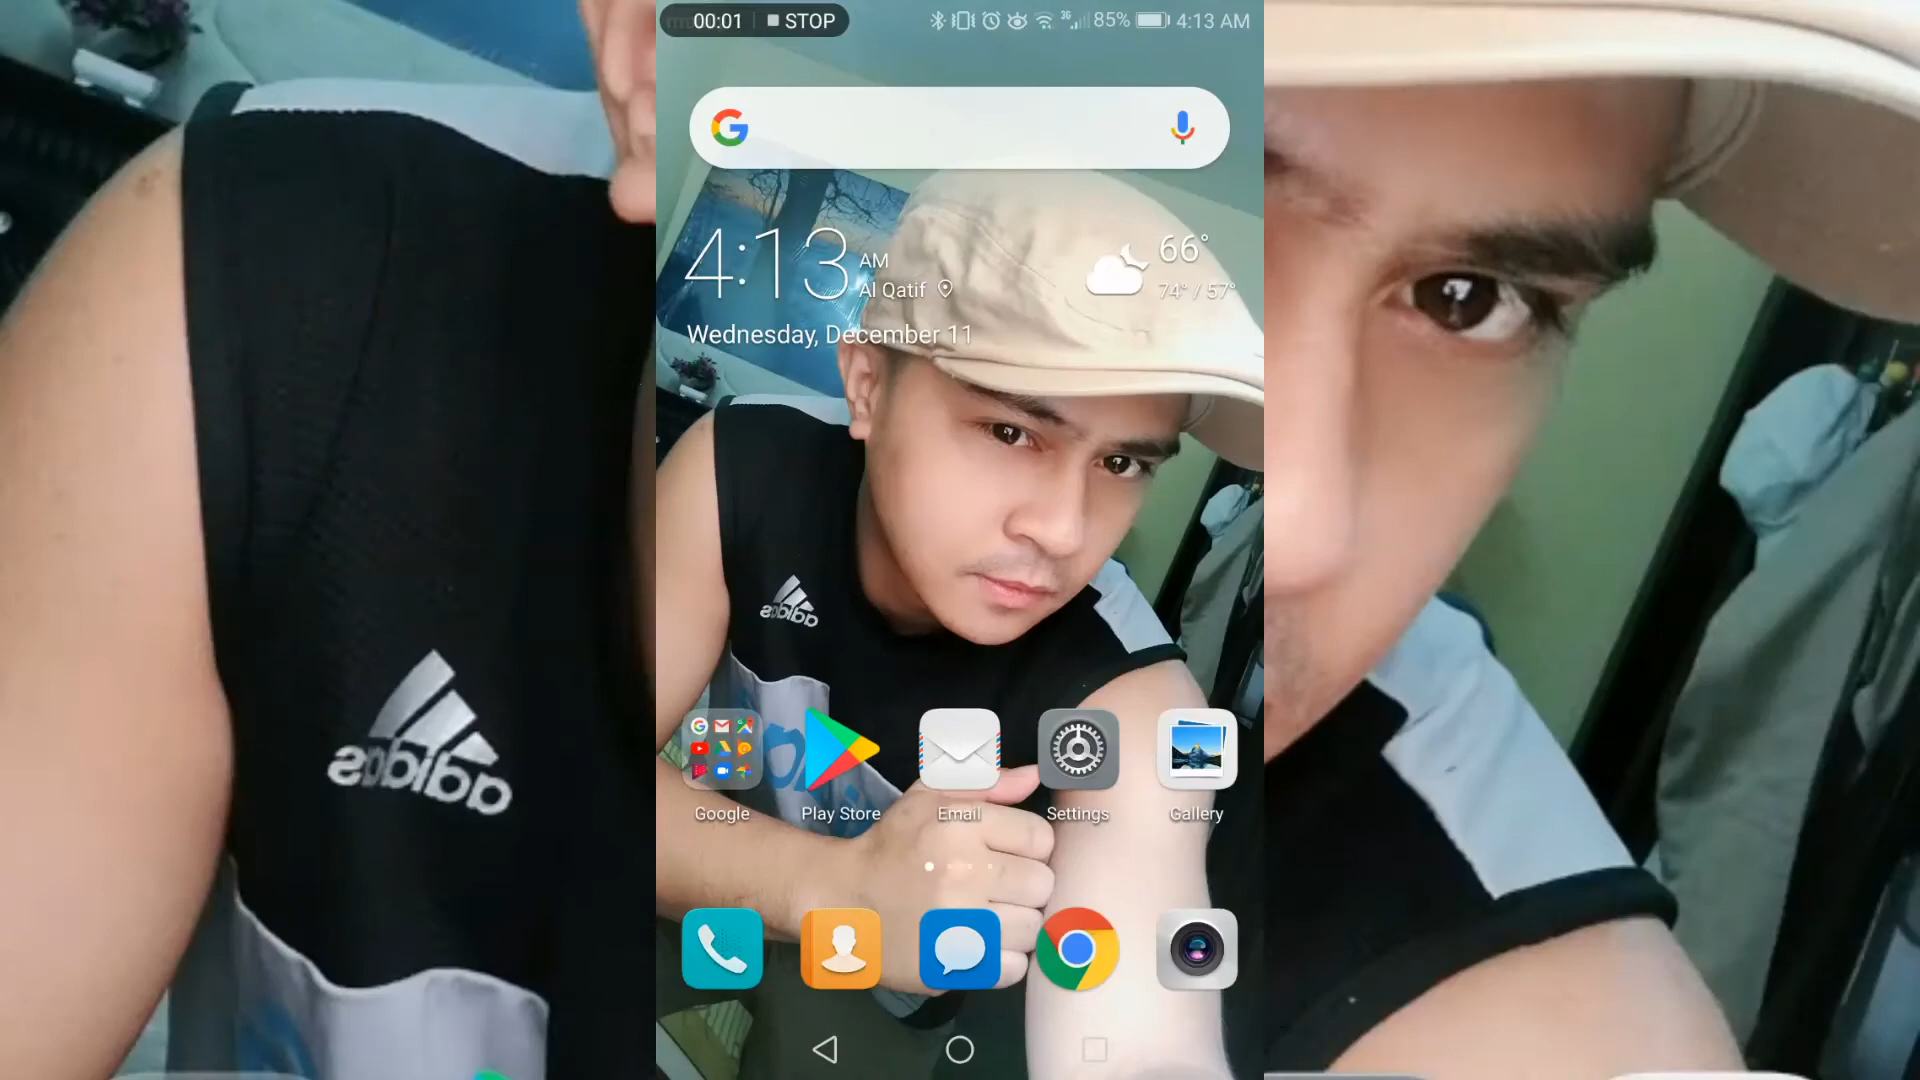 00:01 STOP
3G 85% 4:13 AM
4:13 AM
Al Qatif
66°
74° / 57°
Wednesday, December 11
adidas
adidas
Google
Play Store
Email
Settings
Gallery